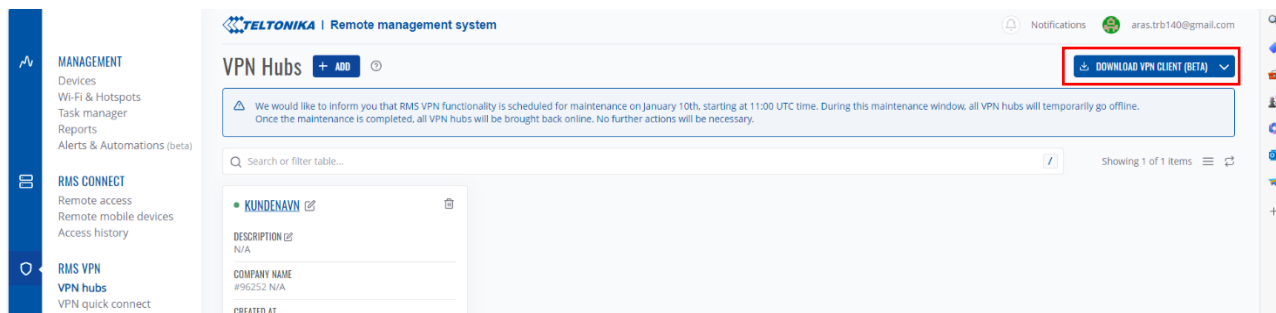 TELTONIKA | Remote management system
Notifications
aras.trb140@gmail.com
MANAGEMENT
Devices
Wi-Fi & Hotspots
Task manager
Reports
Alerts & Automations (beta)
RMS CONNECT
Remote access
Remote mobile devices
Access history
RMS VPN
VPN hubs
VPN quick connect
VPN Hubs
+ ADD
DOWNLOAD VPN CLIENT (BETA)
We would like to inform you that RMS VPN functionality is scheduled for maintenance on January 10th, starting at 11:00 UTC time. During this maintenance window, all VPN hubs will temporarily go offline.
Once the maintenance is completed, all VPN hubs will be brought back online. No further actions will be necessary.
Search or filter table...
/
Showing 1 of 1 items
KUNDENAVN
DESCRIPTION
N/A
COMPANY NAME
#96252 N/A
CREATED AT